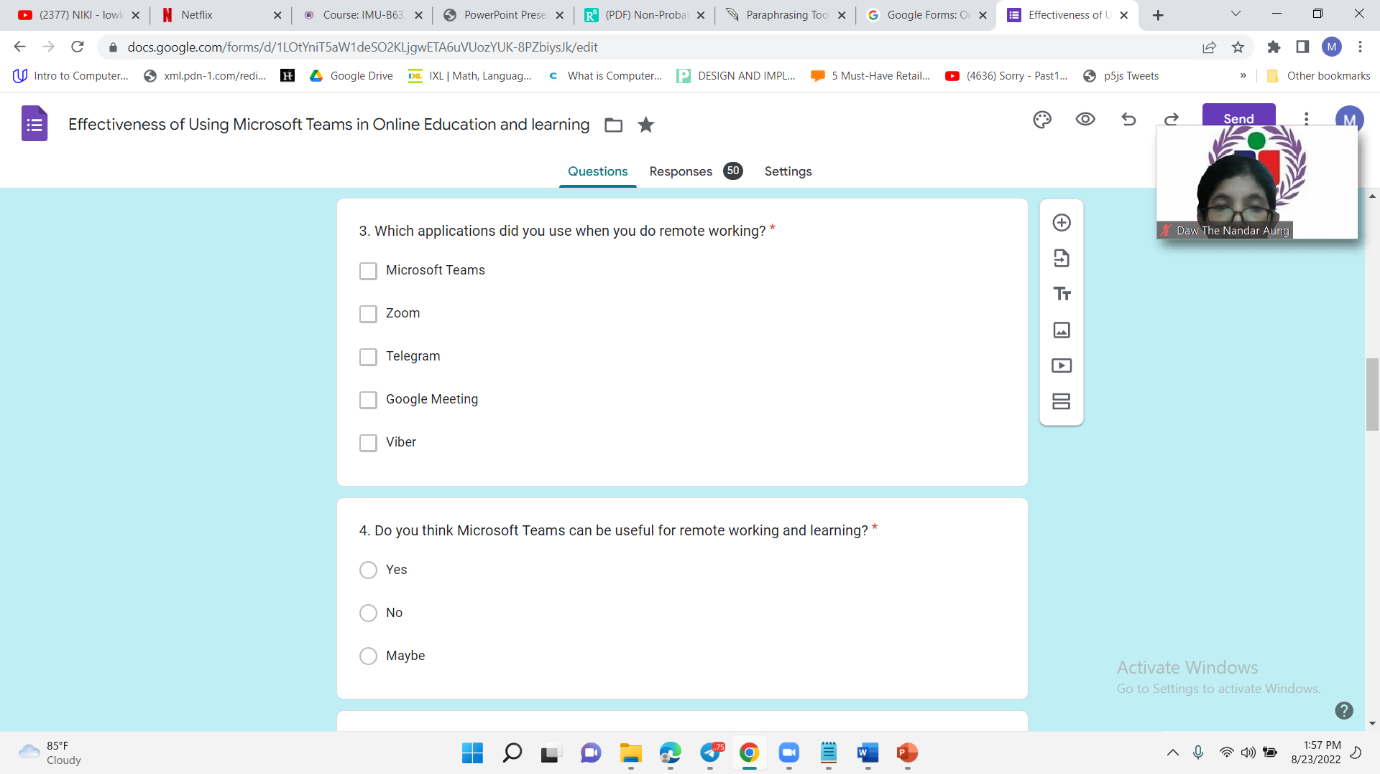 (2377) NIKI - lowk
Netflix
Course: IMU-B63
PowerPoint Prese
(PDF) Non-Probal
Paraphrasing Too
Google Forms: O
Effectiveness of U
docs.google.com/forms/d/1LOtYniT5aW1deSO2KLjgwETA6uVUozYUK-8PZbiysJk/edit
M
Intro to Computer...
xml.pdn-1.com/redi...
H
Google Drive
IXL | Math, Languag...
What is Computer...
DESIGN AND IMPL...
5 Must-Have Retail...
(4636) Sorry - Past1...
p5js Tweets
»
Other bookmarks
Effectiveness of Using Microsoft Teams in Online Education and learning
Send
M
Questions
Responses 50
Settings
Daw The Nandar Aung
3. Which applications did you use when you do remote working? *
Microsoft Teams
Zoom
Telegram
Google Meeting
Viber
4. Do you think Microsoft Teams can be useful for remote working and learning? *
Yes
No
Maybe
Activate Windows
Go to Settings to activate Windows.
85°F
Cloudy
75
1:57 PM
8/23/2022